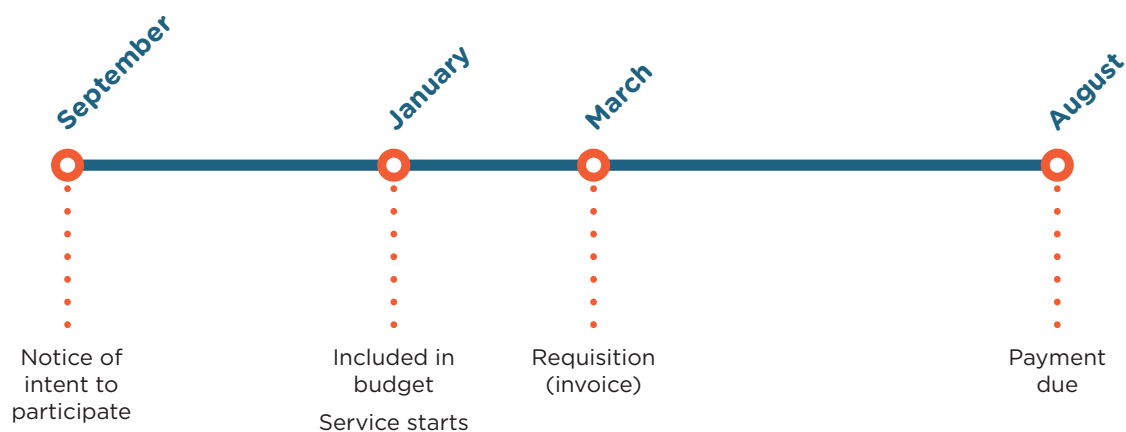 September
January
March
August
Notice of
intent to
participate
Included in
budget
Service starts
Requisition
(invoice)
Payment
due